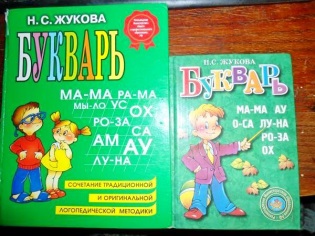 Н.С. ЖУКОВА
БУКВАРЬ
МА-МА РА-МА
МЫ-ЛО УС
ОХ
РО-ЗА
СА
АМ АУ
ЛУ-НА
СОЧЕТАНИЕ ТРАДИЦИОННОЙ
И ОРИГИНАЛЬНОЙ
ЛОГОПЕДИЧЕСКОЙ МЕТОДИКИ
Н.С. ЖУКОВА
БУКВАРЬ
МА-МА АУ
О-СА ЛУ-НА
РО-ЗА
ОХ